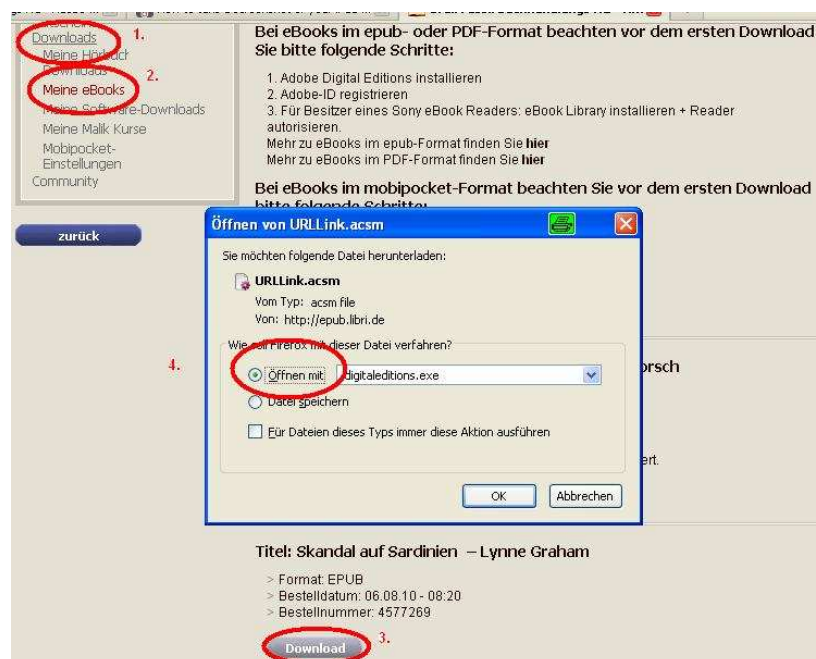 Downloads
1.
Meine Hörbuch
Downloads
2.
Meine eBooks
Meine Software-Downloads
Meine Malik Kurse
Mobipocket-
Einstellungen
Community
zurück
Bei eBooks im epub- oder PDF-Format beachten vor dem ersten Download
Sie bitte folgende Schritte:
1. Adobe Digital Editions installieren
2. Adobe-ID registrieren
3. Für Besitzer eines Sony eBook Readers: eBook Library installieren + Reader
autorisieren.
Mehr zu eBooks im epub-Format finden Sie hier
Mehr zu eBooks im PDF-Format finden Sie hier
Bei eBooks im mobipocket-Format beachten Sie vor dem ersten Download
bitte folgende Schritte:
Öffnen von URLLink.acsm
Sie möchten folgende Datei herunterladen:
URLLink.acsm
Vom Typ: acsm file
Von: http://epub.libri.de
Wie soll Firefox mit dieser Datei verfahren?
4.
Öffnen mit
digitaleditions.exe
Datei speichern
Für Dateien dieses Typs immer diese Aktion ausführen
OK
Abbrechen
orsch
ert.
Titel: Skandal auf Sardinien – Lynne Graham
> Format: EPUB
> Bestelldatum: 06.08.10 - 08:20
> Bestellnummer: 4577269
Download
3.